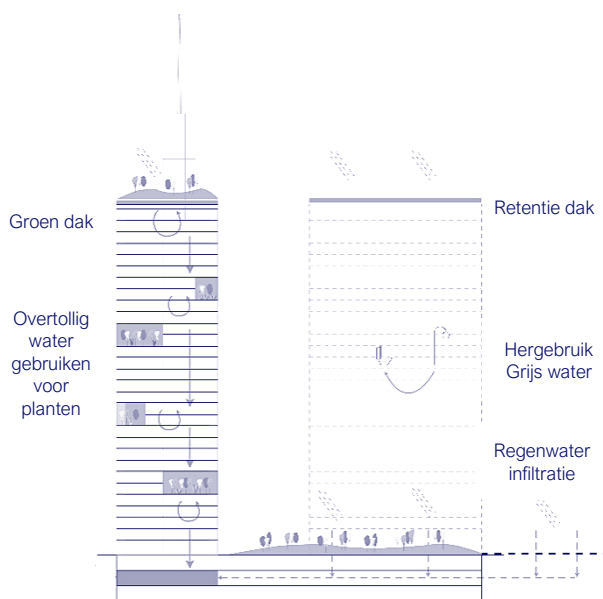 Groen dak
Overtollig
water
gebruiken
voor
planten
Retentie dak
Hergebruik
Grijs water
Regenwater
infiltratie